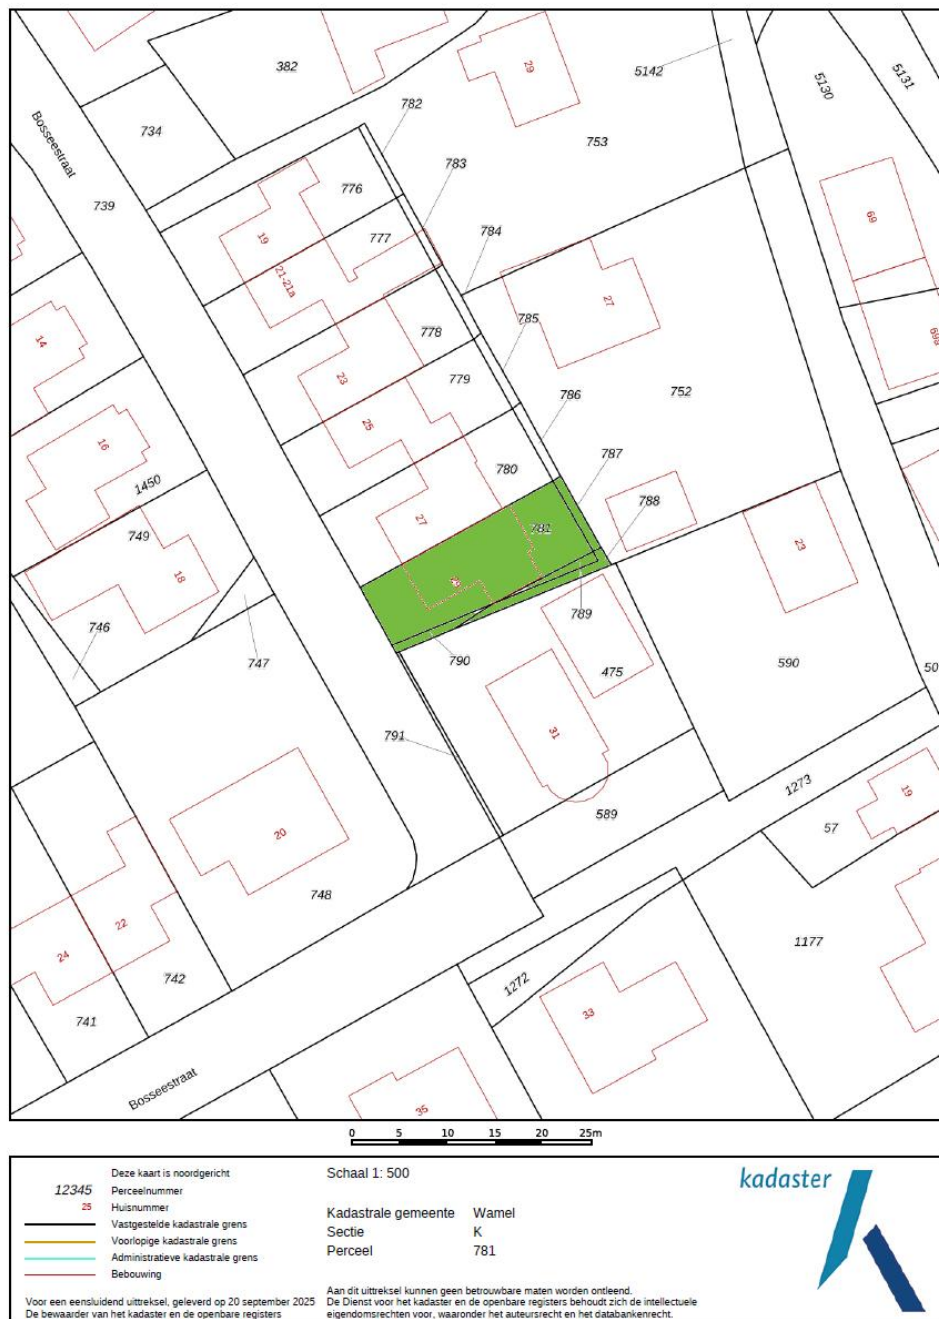 382
29
5142
5130
5131
782
734
753
Bosseestraat
783
776
739
69
777
784
19
21-21a
27
785
14
778
69a
23
779
786
752
25
16
780
787
1450
788
27
781
749
23
18
29
789
746
790
747
475
590
50
791
31
1273
589
19
57
20
748
22
1177
24
742
1272
33
741
Bosseestraat
35
0 5 10 15 20 25m
Deze kaart is noordgericht
12345 Perceelnummer
25 Huisnummer
Vastgestelde kadastrale grens
Voorlopige kadastrale grens
Administratieve kadastrale grens
Bebouwing
Voor een eensluidend uittreksel, geleverd op 20 september 2025
De bewaarder van het kadaster en de openbare registers
Schaal 1: 500
Kadastrale gemeente Wamel
Sectie K
Perceel 781
Aan dit uittreksel kunnen geen betrouwbare maten worden ontleend.
De Dienst voor het kadaster en de openbare registers behoudt zich de intellectuele
eigendomsrechten voor, waaronder het auteursrecht en het databankenrecht.
kadaster